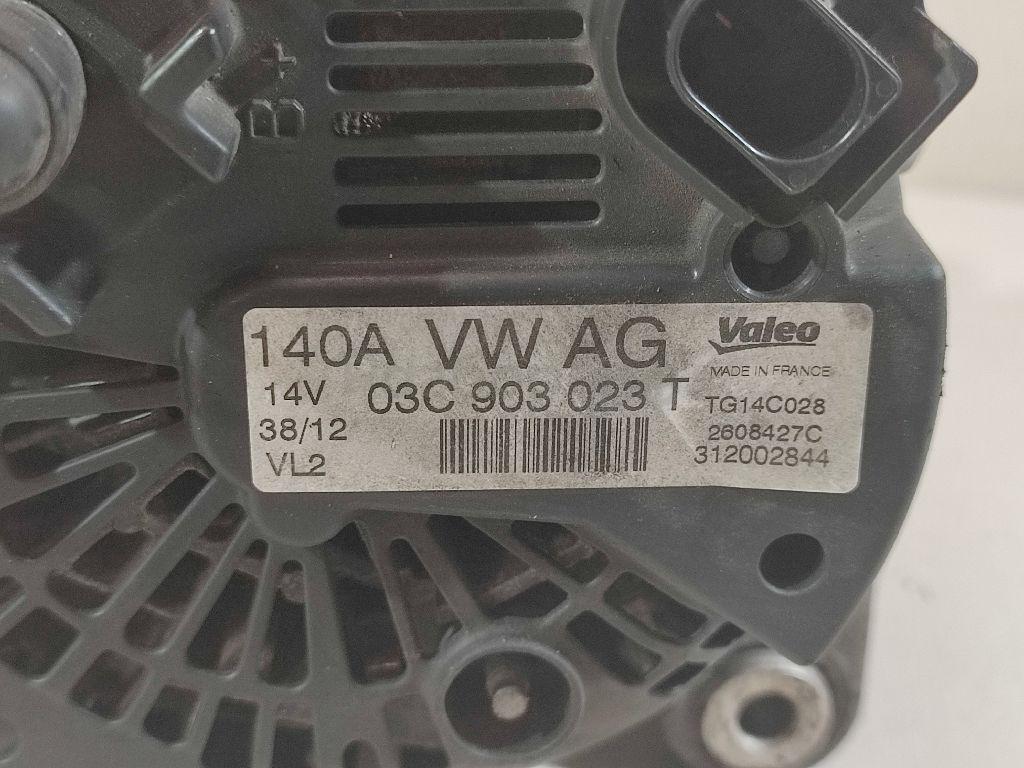 B+
140A VW AG
14V 03C 903 023 T
38/12
VL2
Valeo
MADE IN FRANCE
TG14C028
2608427C
312002844